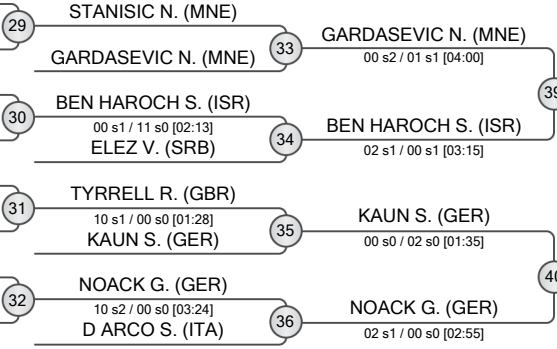 STANISIC N. (MNE)
29
GARDASEVIC N. (MNE)
33
GARDASEVIC N. (MNE)
00 s2 / 01 s1 [04:00]
39
BEN HAROCH S. (ISR)
30
00 s1 / 11 s0 [02:13]
ELEZ V. (SRB)
34
BEN HAROCH S. (ISR)
02 s1 / 00 s1 [03:15]
TYRRELL R. (GBR)
31
10 s1 / 00 s0 [01:28]
KAUN S. (GER)
35
KAUN S. (GER)
00 s0 / 02 s0 [01:35]
40
NOACK G. (GER)
32
10 s2 / 00 s0 [03:24]
D ARCO S. (ITA)
36
NOACK G. (GER)
02 s1 / 00 s0 [02:55]